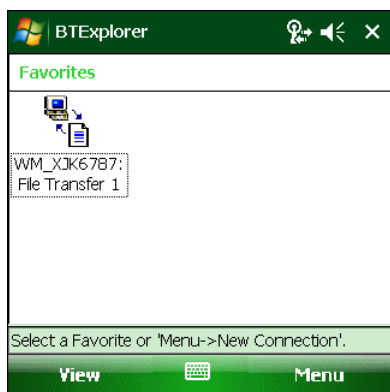 BTExplorer
Favorites
WM_XJK6787:
File Transfer 1
Select a Favorite or 'Menu->New Connection'.
View Menu